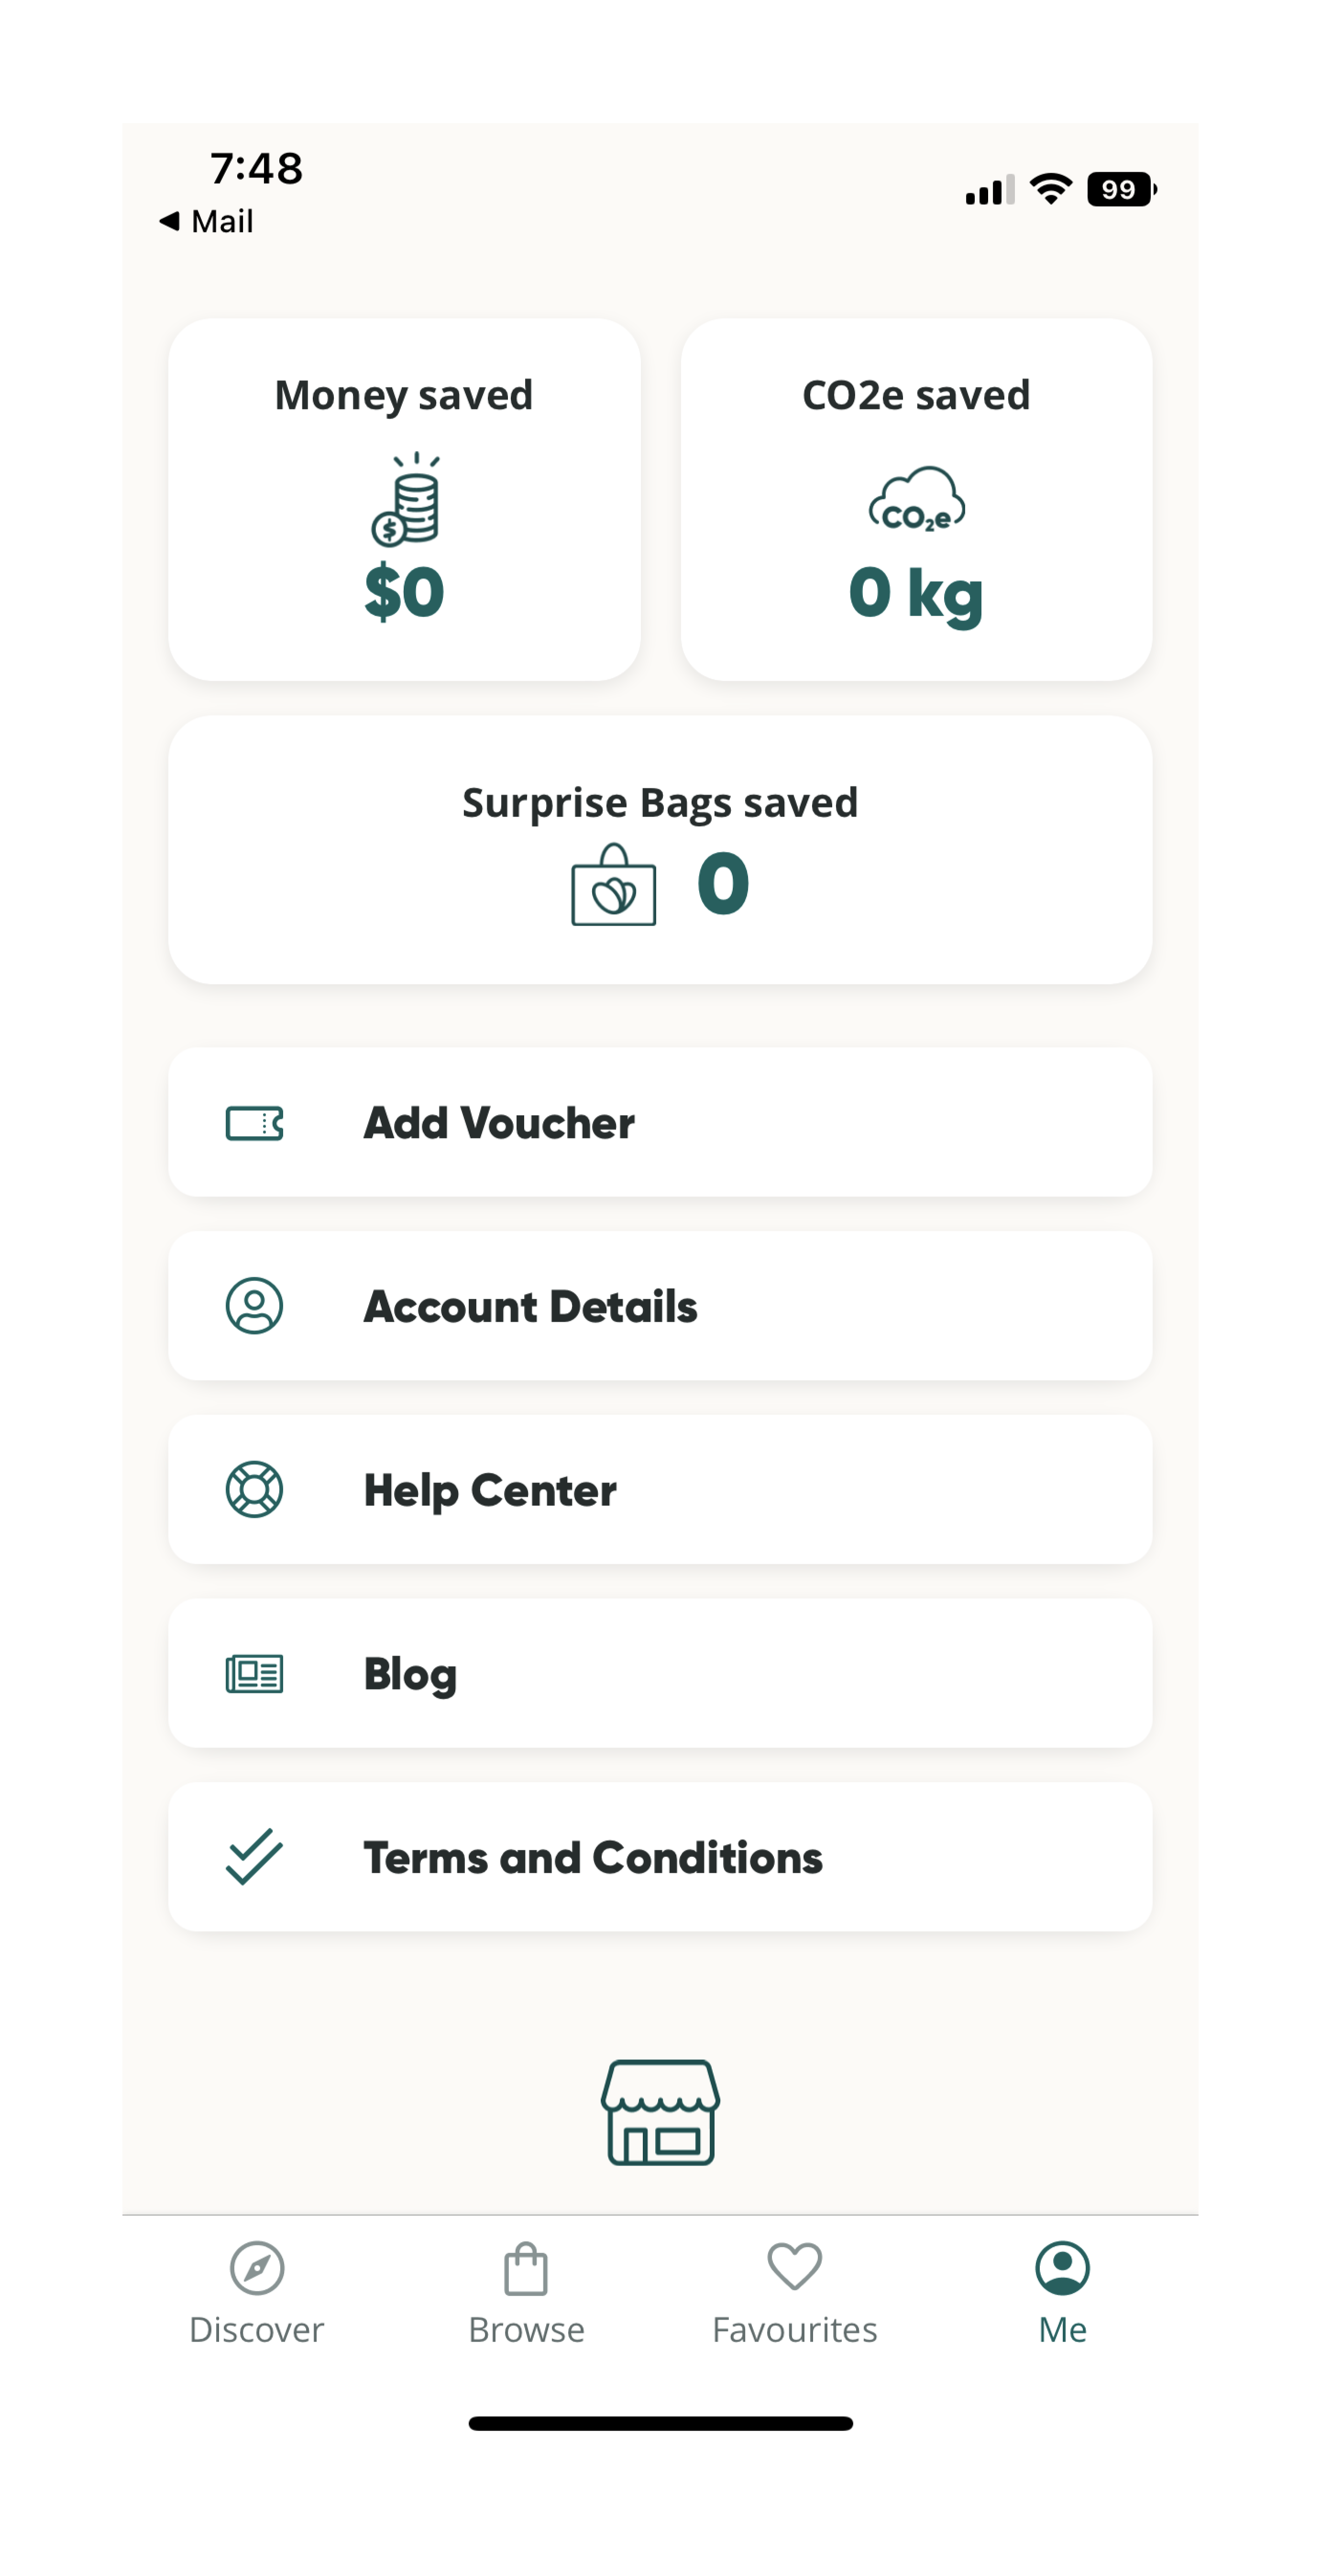 7:48
99
Mail
Money saved
CO2e saved
$
CO2e
$0
0 kg
Surprise Bags saved
0
Add Voucher
Account Details
Help Center
Blog
Terms and Conditions
Discover
Browse
Favourites
Me